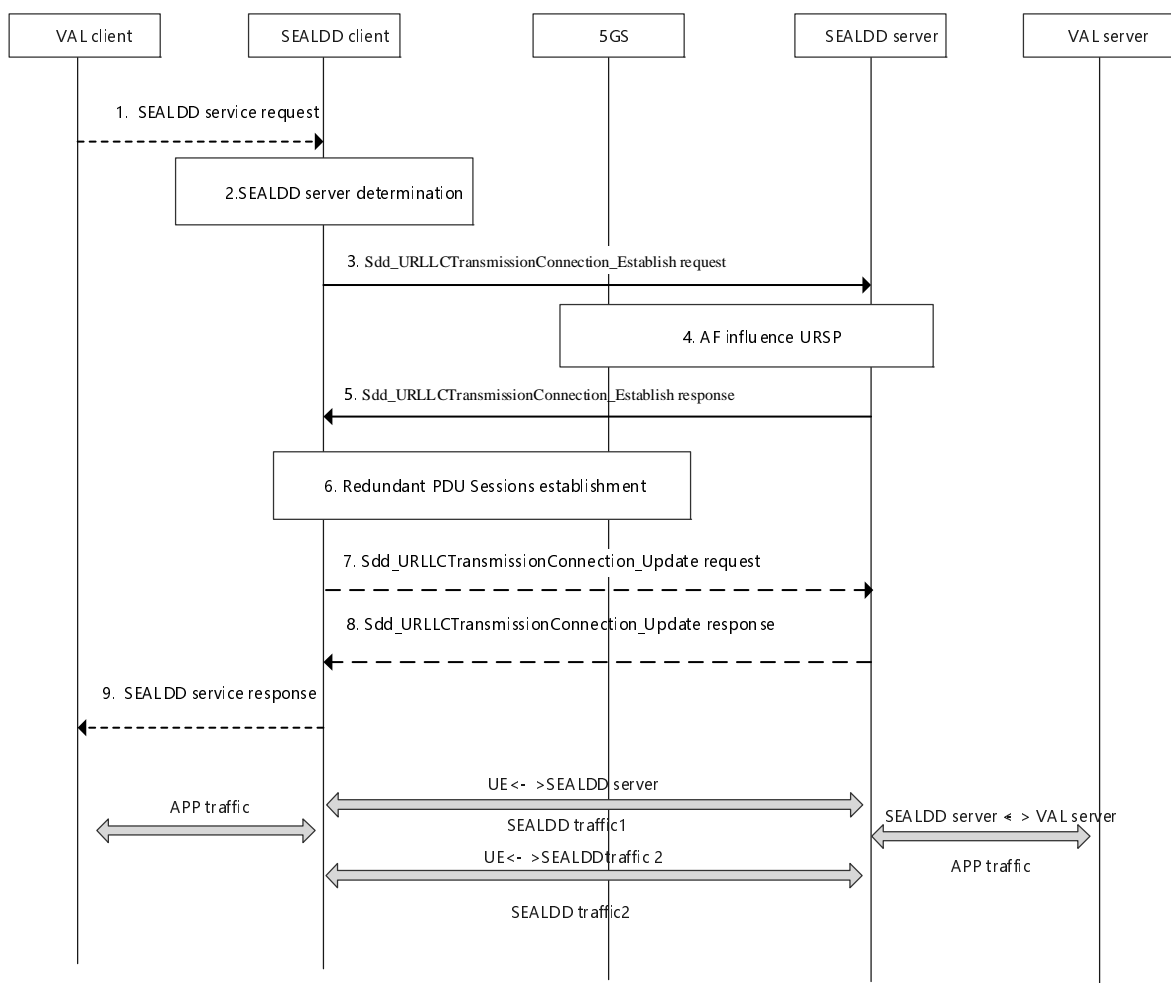 VAL client
SEALDD client
5GS
SEALDD server
VAL server
1. SEALDD service request
2.SEALDD server determination
3. Sdd_URLLCTransmissionConnection_Establish request
4. AF influence URSP
5. Sdd_URLLCTransmissionConnection_Establish response
6. Redundant PDU Sessions establishment
7. Sdd_URLLCTransmissionConnection_Update request
8. Sdd_URLLCTransmissionConnection_Update response
9. SEALDD service response
UE<- >SEALDD server
APP traffic
SEALDD traffic1
SEALDD server < > VAL server
UE<- >SEALDDtraffic 2
APP traffic
SEALDD traffic2